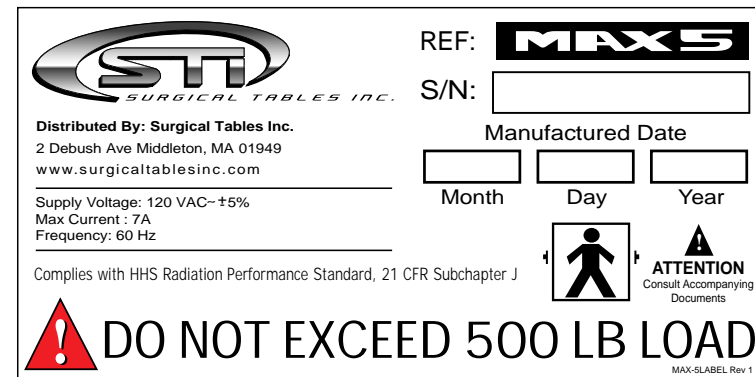 STI
SURGICAL TABLES INC.
Distributed By: Surgical Tables Inc.
2 Debush Ave Middleton, MA 01949
www.surgicaltablesinc.com
Supply Voltage: 120 VAC~ ±5%
Max Current : 7A
Frequency: 60 Hz
Complies with HHS Radiation Performance Standard, 21 CFR Subchapter J
REF: MAX 5
S/N:
Manufactured Date
Month Day Year
ATTENTION
Consult Accompanying
Documents
DO NOT EXCEED 500 LB LOAD
MAX-5LABEL Rev 1